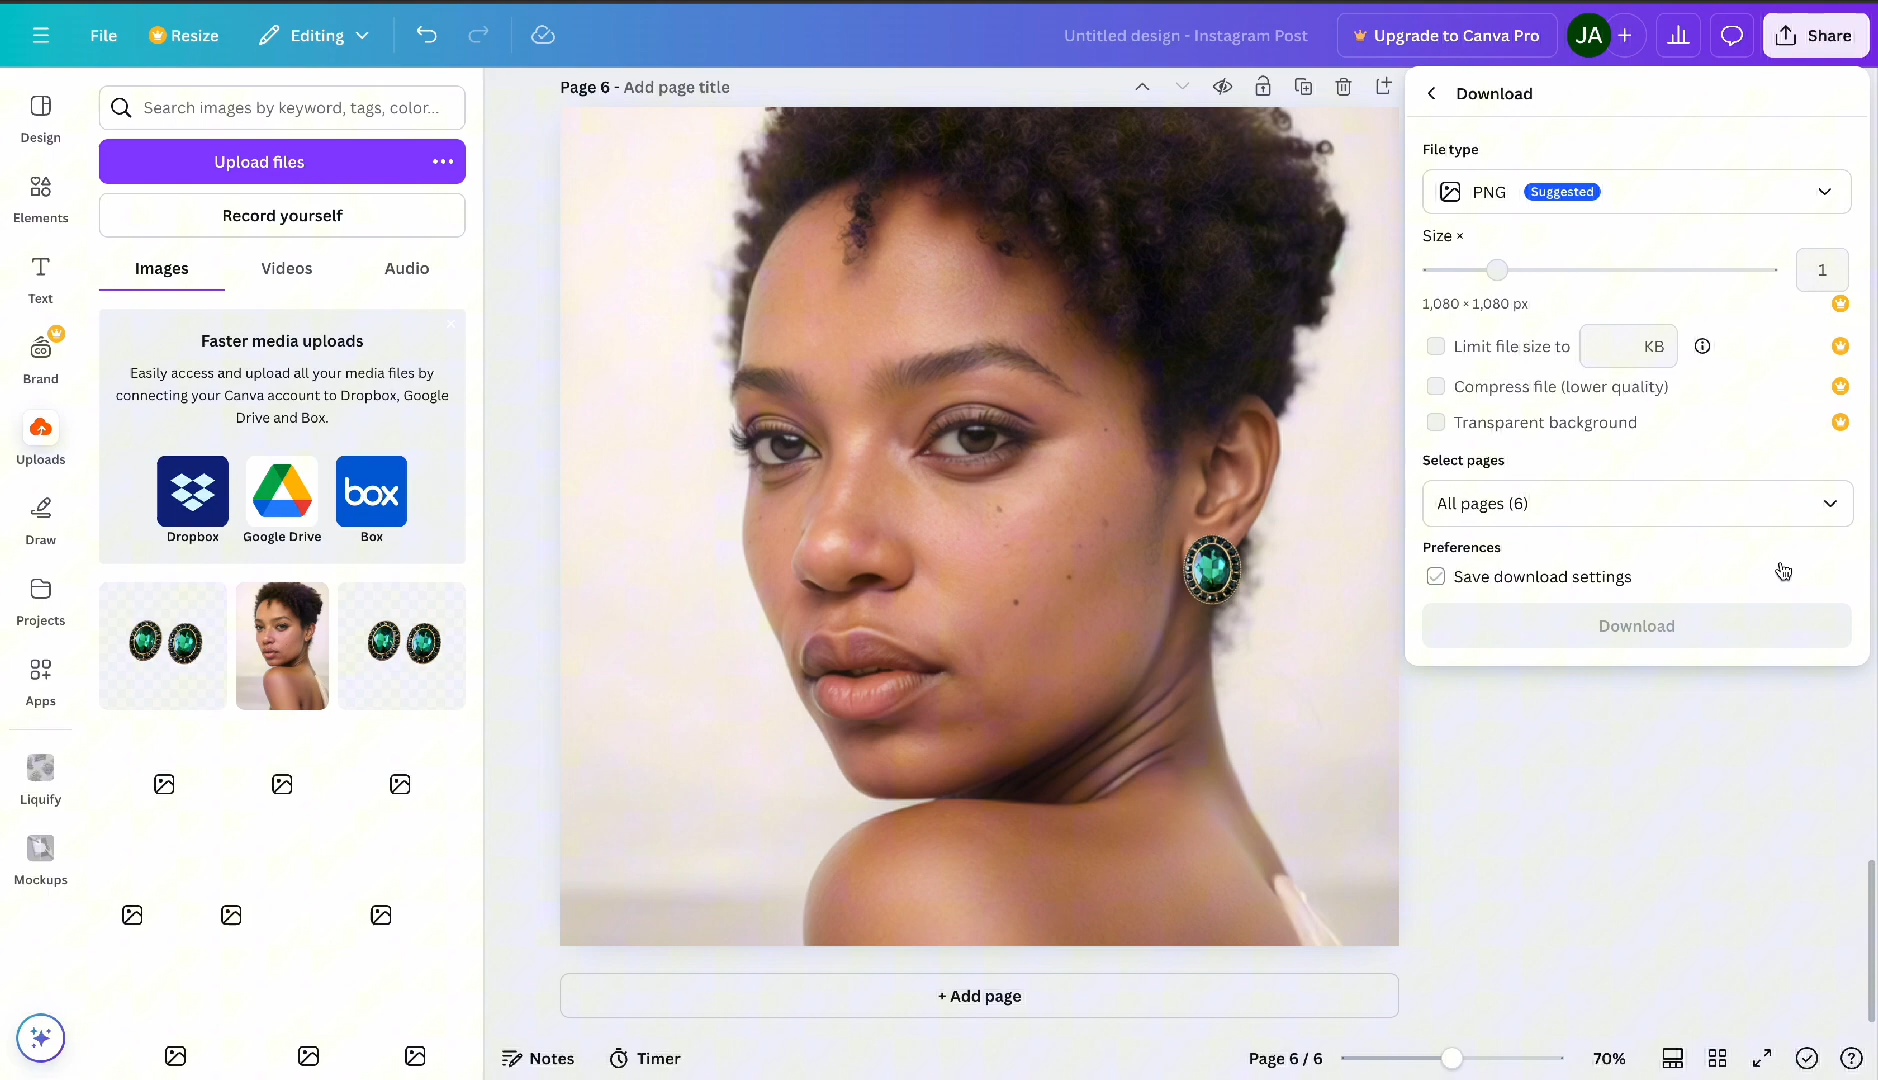 File
Resize
Editing
Untitled design - Instagram Post
Upgrade to Canva Pro
JA
+
Share
Design
Elements
Text
Brand
Uploads
Draw
Projects
Apps
Liquify
Mockups
Search images by keyword, tags, color...
Upload files
Record yourself
Images
Videos
Audio
Faster media uploads
Easily access and upload all your media files by
connecting your Canva account to Dropbox, Google
Drive and Box.
box
Dropbox
Google Drive
Box
Page 6 - Add page title
+ Add page
Notes
Timer
Page 6 / 6
70%
Download
File type
PNG
Suggested
Size ×
1
1,080 × 1,080 px
Limit file size to
KB
Compress file (lower quality)
Transparent background
Select pages
All pages (6)
Preferences
Save download settings
Download